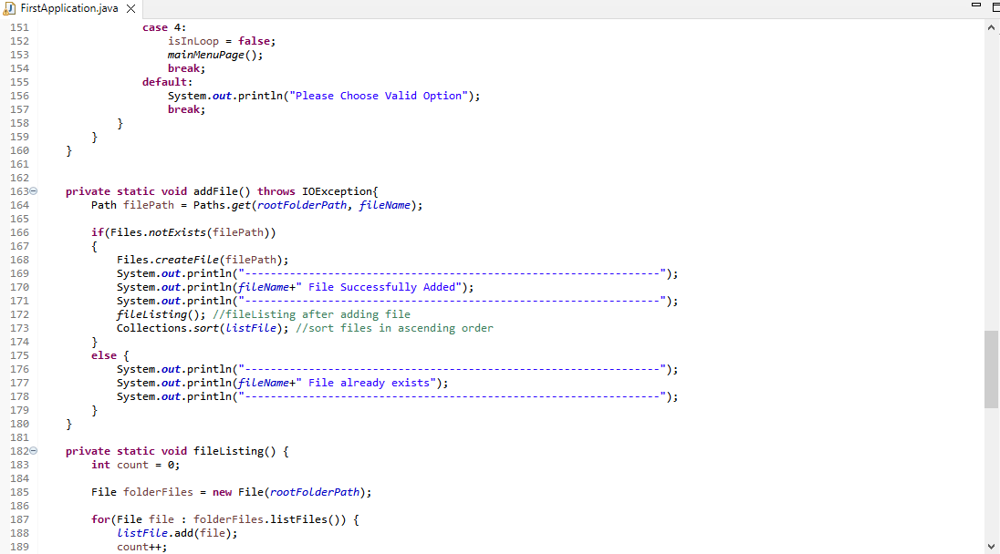 FirstApplication.java
151                 case 4:
152                     isInLoop = false;
153                     mainMenuPage();
154                     break;
155                 default:
156                     System.out.println("Please Choose Valid Option");
157                     break;
158             }
159         }
160     }
161
162
163     private static void addFile() throws IOException{
164         Path filePath = Paths.get(rootFolderPath, fileName);
165
166         if(Files.notExists(filePath))
167         {
168             Files.createFile(filePath);
169             System.out.println("-----------------------------------------------------------------");
170             System.out.println(fileName+" File Successfully Added");
171             System.out.println("-----------------------------------------------------------------");
172             fileListing(); //fileListing after adding file
173             Collections.sort(listFile); //sort files in ascending order
174         }
175         else {
176             System.out.println("-----------------------------------------------------------------");
177             System.out.println(fileName+" File already exists");
178             System.out.println("-----------------------------------------------------------------");
179         }
180     }
181
182     private static void fileListing() {
183         int count = 0;
184
185         File folderFiles = new File(rootFolderPath);
186
187         for(File file : folderFiles.listFiles()) {
188             listFile.add(file);
189             count++;